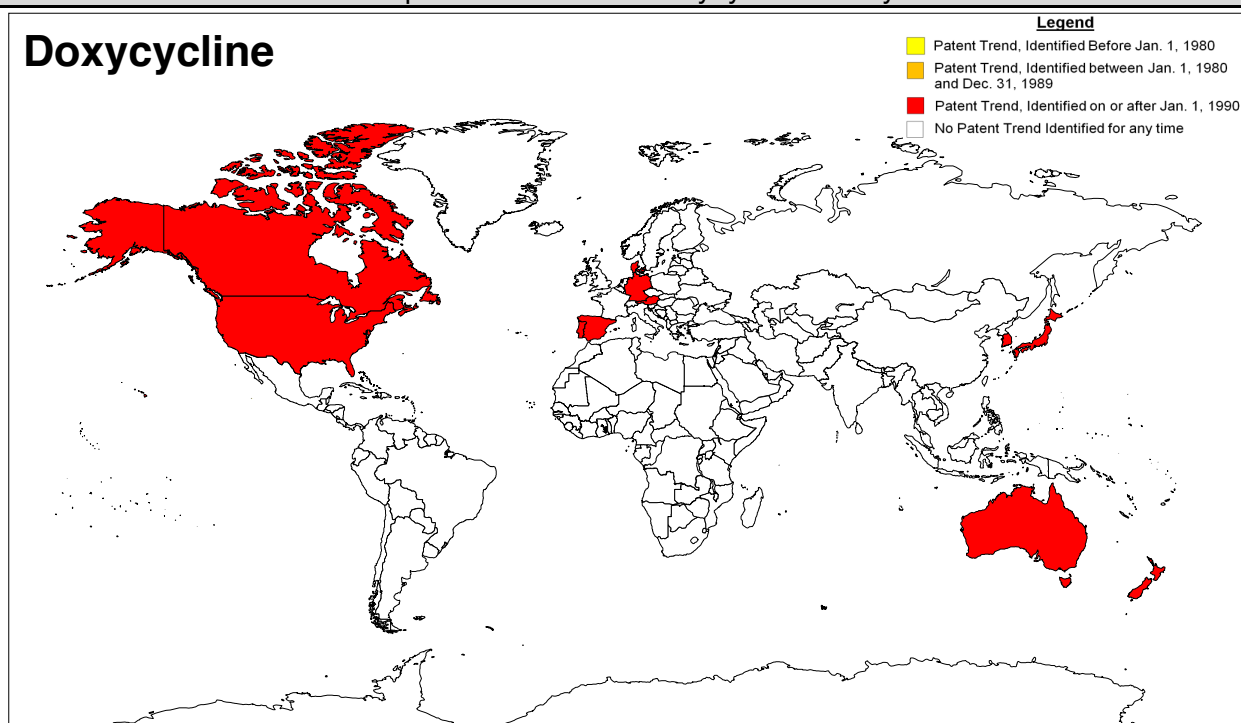 Doxycycline
Legend
Patent Trend, Identified Before Jan. 1, 1980
Patent Trend, Identified between Jan. 1, 1980
and Dec. 31, 1989
Patent Trend, Identified on or after Jan. 1, 1990
No Patent Trend Identified for any time